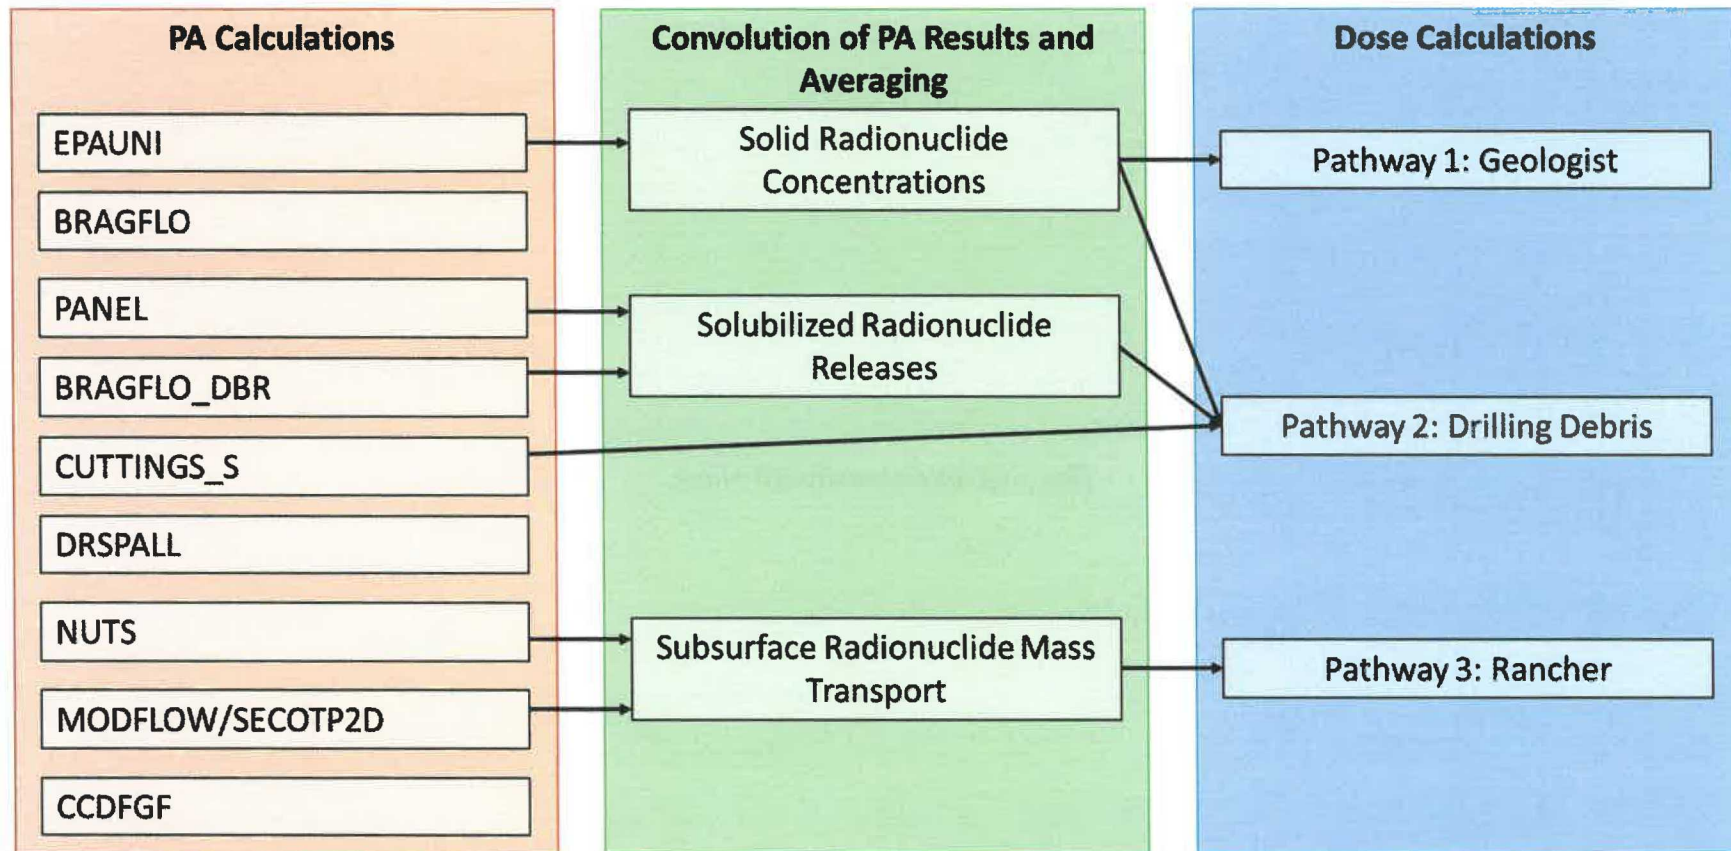 PA Calculations
EPAUNI
BRAGFLO
PANEL
BRAGFLO_DBR
CUTTINGS_S
DRSPALL
NUTS
MODFLOW/SECOTP2D
CCDFGF
Convolution of PA Results and
Averaging
Solid Radionuclide
Concentrations
Solubilized Radionuclide
Releases
Subsurface Radionuclide Mass
Transport
Dose Calculations
Pathway 1: Geologist
Pathway 2: Drilling Debris
Pathway 3: Rancher